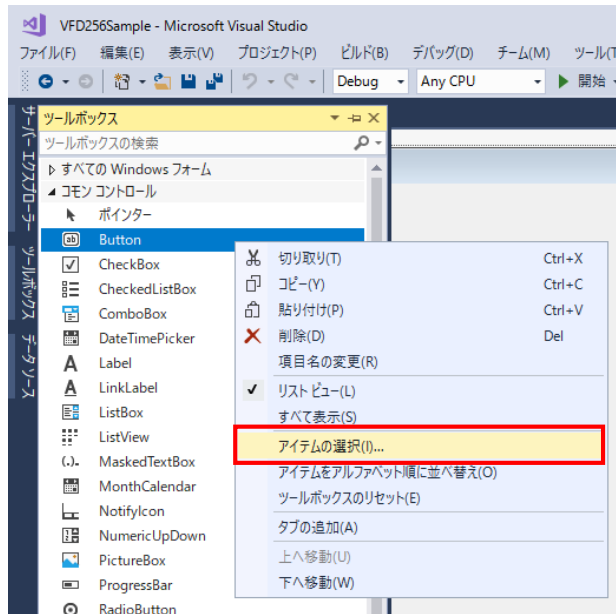 VFD256Sample - Microsoft Visual Studio
ファイル(F) 編集(E) 表示(V) プロジェクト(P) ビルド(B) デバッグ(D) チーム(M) ツール(T
Debug Any CPU 開始
サーバー エクスプローラー
ツールボックス
データ ソース
ツールボックス
ツールボックスの検索
すべての Windows フォーム
コモン コントロール
ポインター
Button
CheckBox
CheckedListBox
ComboBox
DateTimePicker
Label
LinkLabel
ListBox
ListView
MaskedTextBox
MonthCalendar
NotifyIcon
NumericUpDown
PictureBox
ProgressBar
RadioButton
切り取り(T) Ctrl+X
コピー(Y) Ctrl+C
貼り付け(P) Ctrl+V
削除(D) Del
項目名の変更(R)
リスト ビュー(L)
すべて表示(S)
アイテムの選択(I)...
アイテムをアルファベット順に並べ替え(O)
ツールボックスのリセット(E)
タブの追加(A)
上へ移動(U)
下へ移動(W)